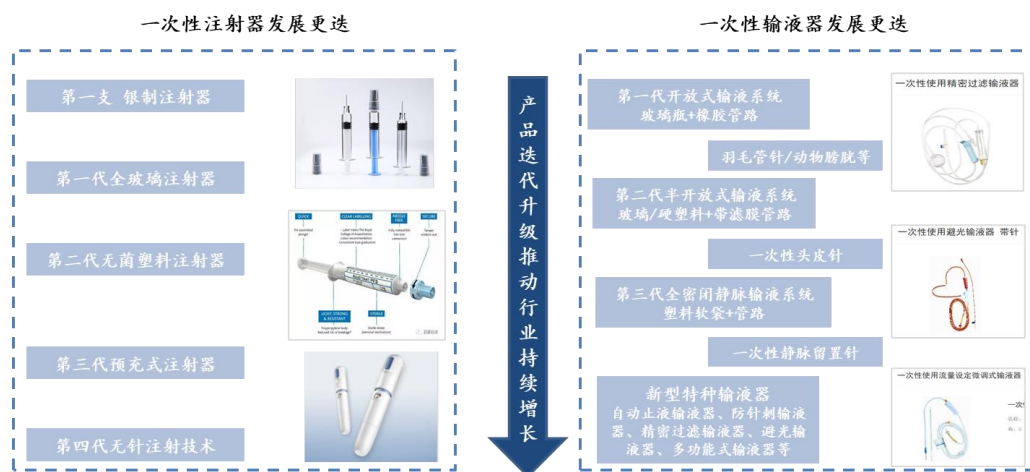 一次性注射器发展更迭
第一支 银制注射器
第一代全玻璃注射器
第二代无菌塑料注射器
第三代预充式注射器
第四代无针注射技术
QUICK
CLEAR LABELLING
NEEDLE FREE
SECURE
LIGHT, STRONG & RESISTANT
VISIBLE
产品迭代升级推动行业持续增长
一次性输液器发展更迭
第一代开放式输液系统
玻璃瓶+橡胶管路
羽毛管针/动物膀胱等
第二代半开放式输液系统
玻璃/硬塑料+带滤膜管路
一次性头皮针
第三代全密闭静脉输液系统
塑料软袋+管路
一次性静脉留置针
新型特种输液器
自动止液输液器、防针刺输液
器、精密过滤输液器、避光输
液器、多功能式输液器等
一次性使用精密过滤输液器
一次性使用避光输液器 带针
一次性使用流量设定微调式输液器